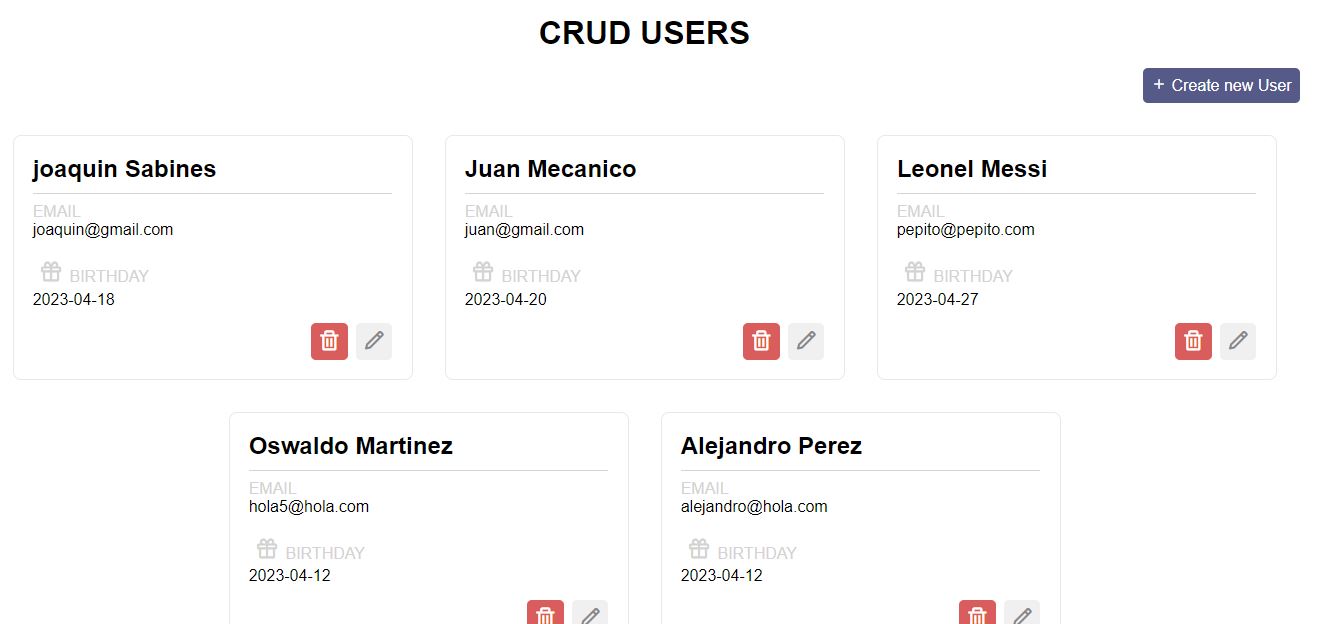 CRUD USERS
+ Create new User
joaquin Sabines
EMAIL
joaquin@gmail.com
BIRTHDAY
2023-04-18
Juan Mecanico
EMAIL
juan@gmail.com
BIRTHDAY
2023-04-20
Leonel Messi
EMAIL
pepito@pepito.com
BIRTHDAY
2023-04-27
Oswaldo Martinez
EMAIL
hola5@hola.com
BIRTHDAY
2023-04-12
Alejandro Perez
EMAIL
alejandro@hola.com
BIRTHDAY
2023-04-12